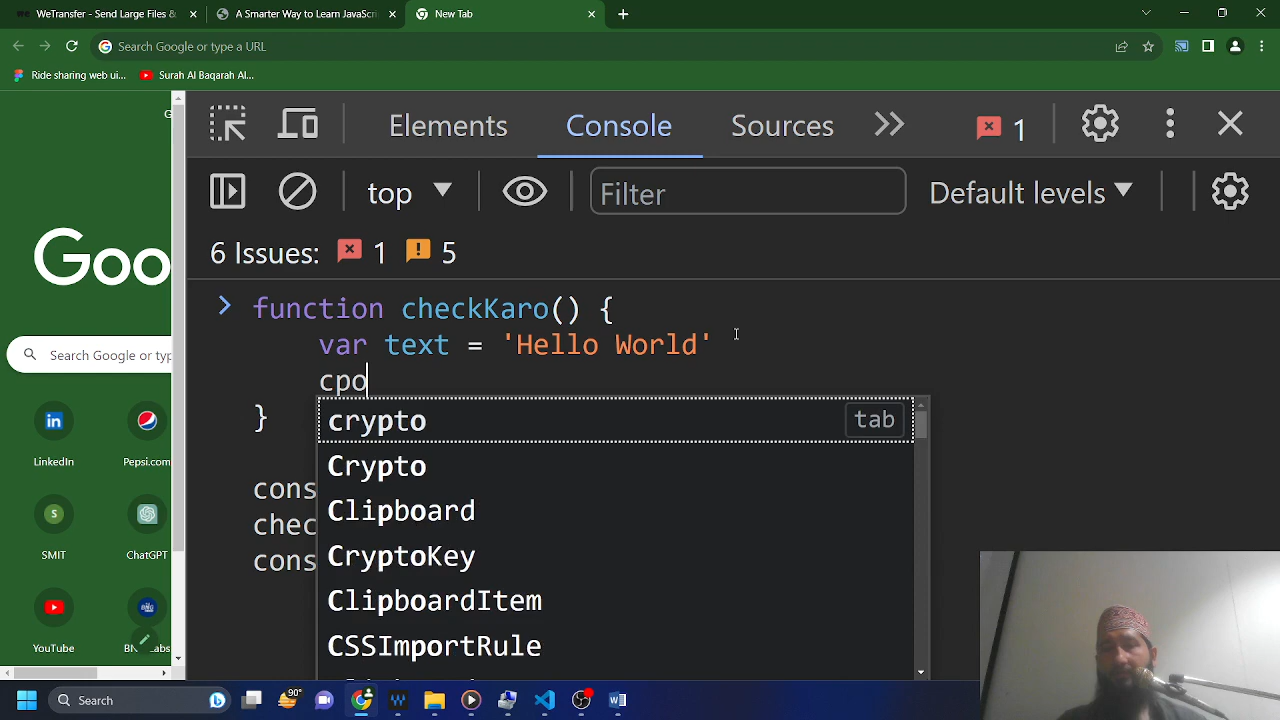 WeTransfer - Send Large Files &
A Smarter Way to Learn JavaScri
New Tab
Search Google or type a URL
Ride sharing web ui...
Surah Al Baqarah Al...
G
Elements
Console
Sources
1
top
Filter
Default levels
6 Issues:
1
5
Goo
Search Google or typ
function checkKaro() {
var text = 'Hello World'
cpo
}
cons
chec
cons
crypto
tab
Crypto
Clipboard
CryptoKey
ClipboardItem
CSSImportRule
LinkedIn
Pepsi.com
S
SMIT
ChatGPT
YouTube
Search
90°